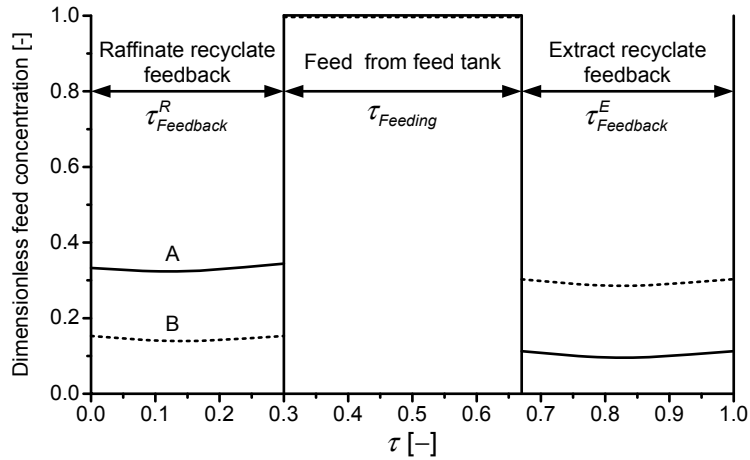 Dimensionless feed concentration [-]
1.0
0.8
0.6
0.4
0.2
0.0
Raffinate recyclate
feedback
τ^R_Feedback
Feed from feed tank
τ_Feeding
Extract recyclate
feedback
τ^E_Feedback
A
B
0.0 0.1 0.2 0.3 0.4 0.5 0.6 0.7 0.8 0.9 1.0
τ [–]